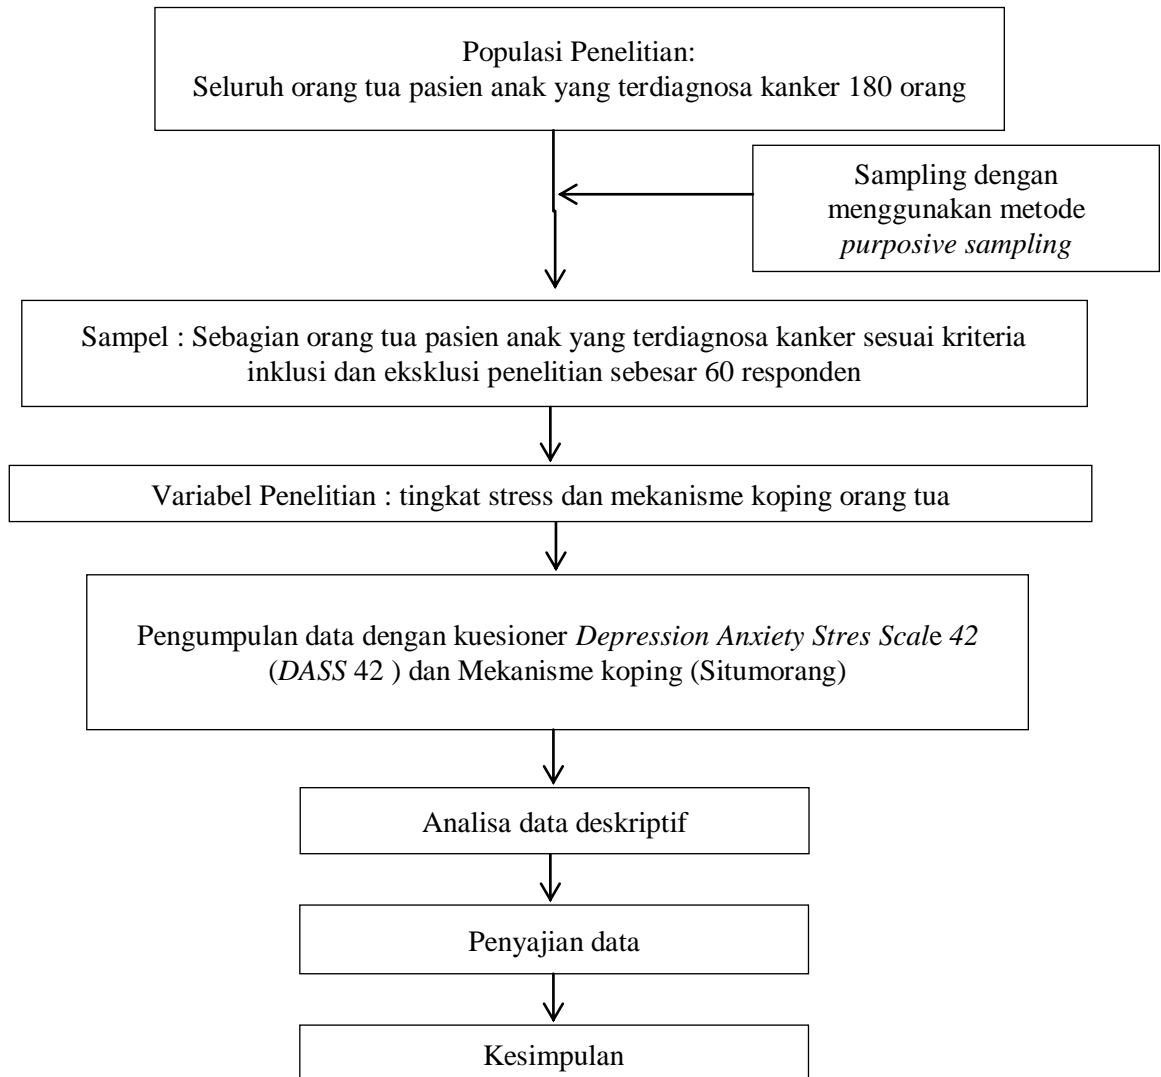 Populasi Penelitian:
Seluruh orang tua pasien anak yang terdiagnosa kanker 180 orang
Sampling dengan
menggunakan metode
purposive sampling
Sampel : Sebagian orang tua pasien anak yang terdiagnosa kanker sesuai kriteria
inklusi dan eksklusi penelitian sebesar 60 responden
Variabel Penelitian : tingkat stress dan mekanisme koping orang tua
Pengumpulan data dengan kuesioner Depression Anxiety Stres Scale 42
(DASS 42 ) dan Mekanisme koping (Situmorang)
Analisa data deskriptif
Penyajian data
Kesimpulan